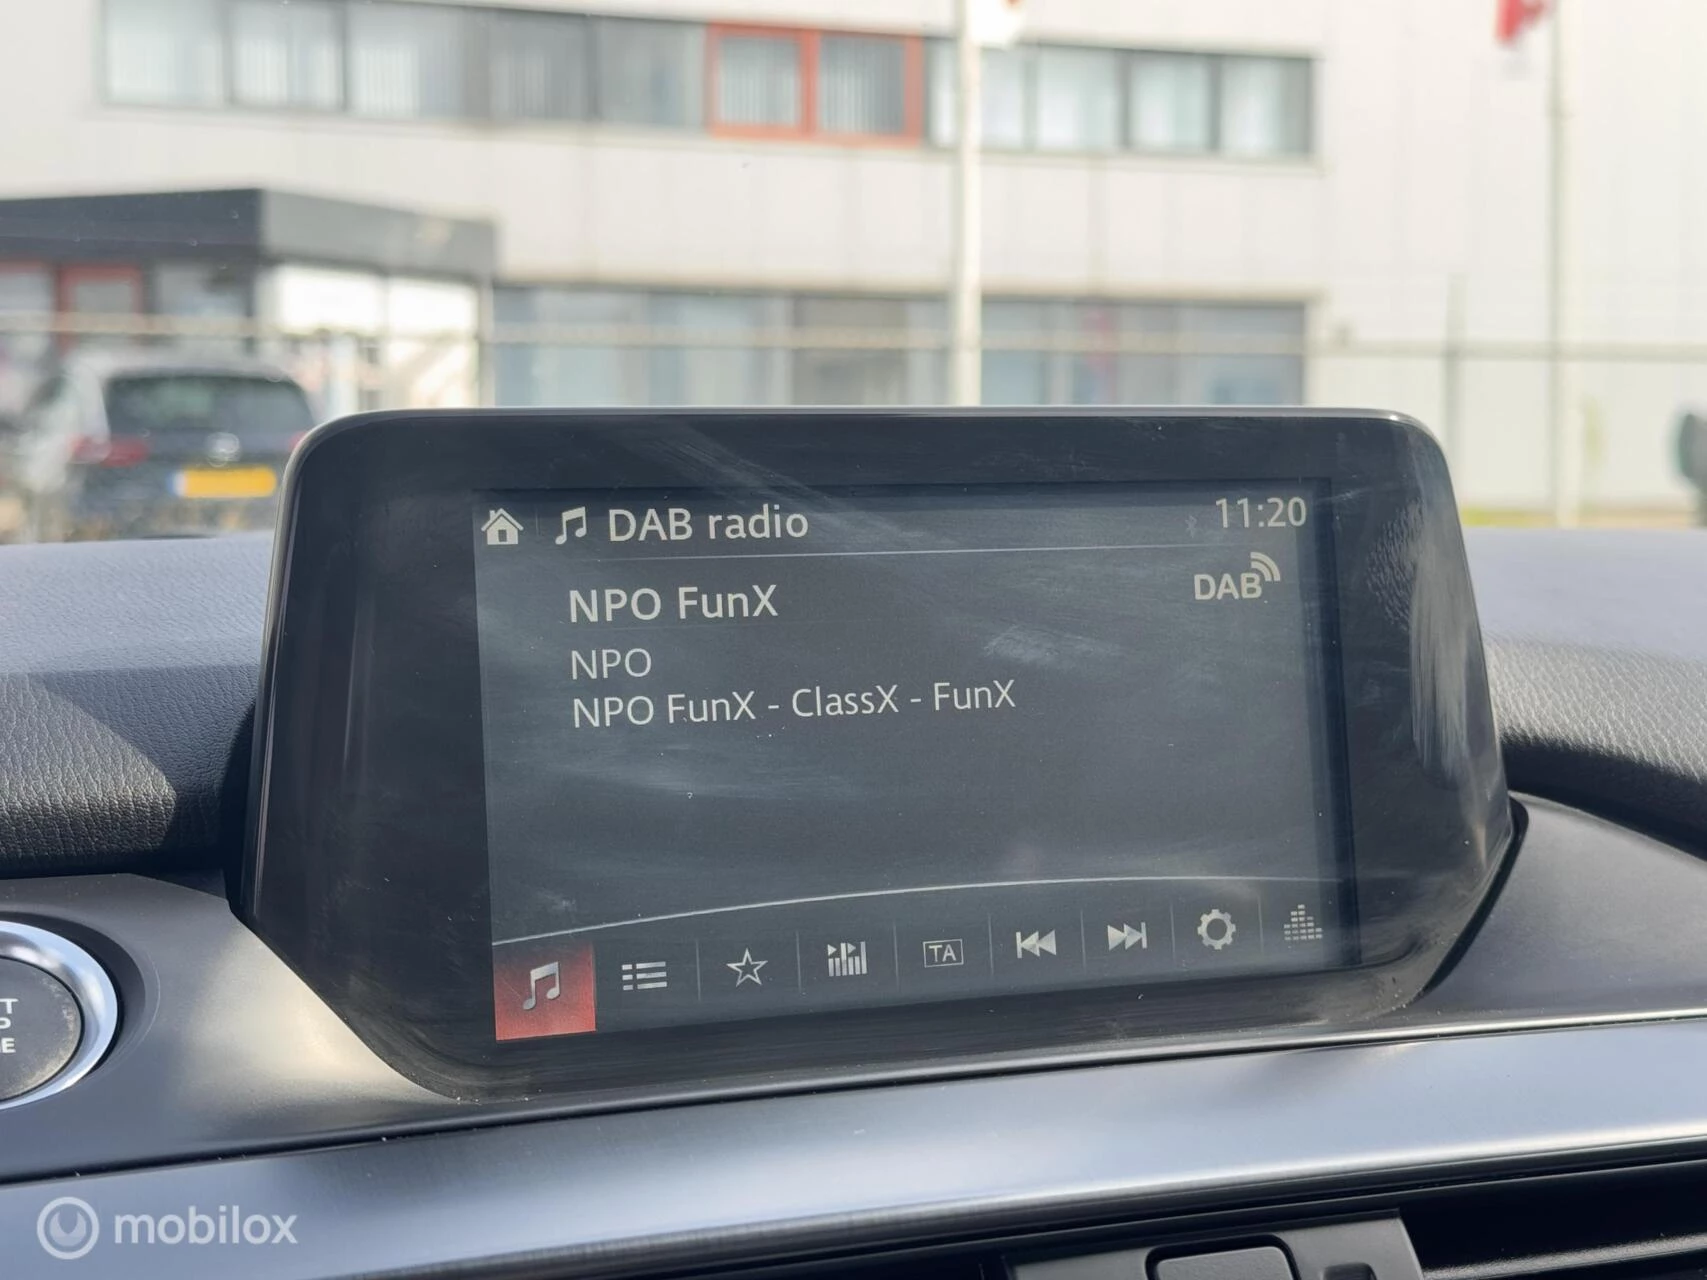 DAB radio 11:20
NPO FunX DAB
NPO
NPO FunX - ClassX - FunX
TA
mobilox